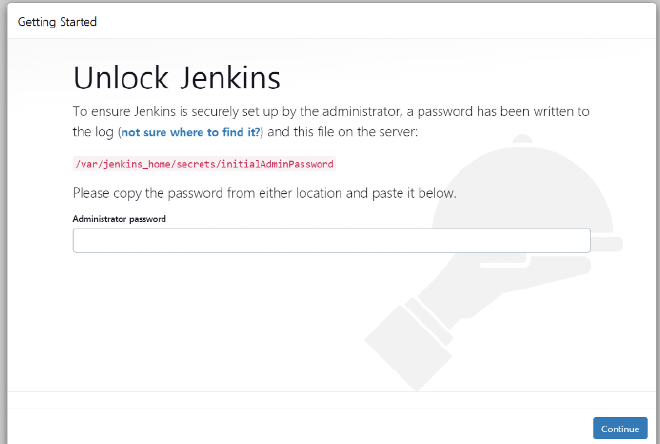 Getting Started
Unlock Jenkins
To ensure Jenkins is securely set up by the administrator, a password has been written to
the log (not sure where to find it?) and this file on the server:
/var/jenkins_home/secrets/initialAdminPassword
Please copy the password from either location and paste it below.
Administrator password
Continue